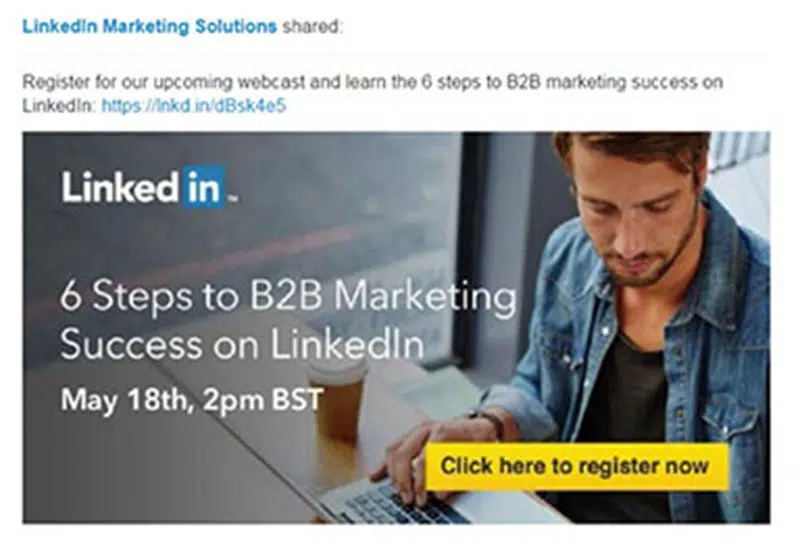 LinkedIn Marketing Solutions shared:
Register for our upcoming webcast and learn the 6 steps to B2B marketing success on
LinkedIn: https://lnkd.in/dBsk4e5
Linked in ™
6 Steps to B2B Marketing
Success on LinkedIn
May 18th, 2pm BST
Click here to register now